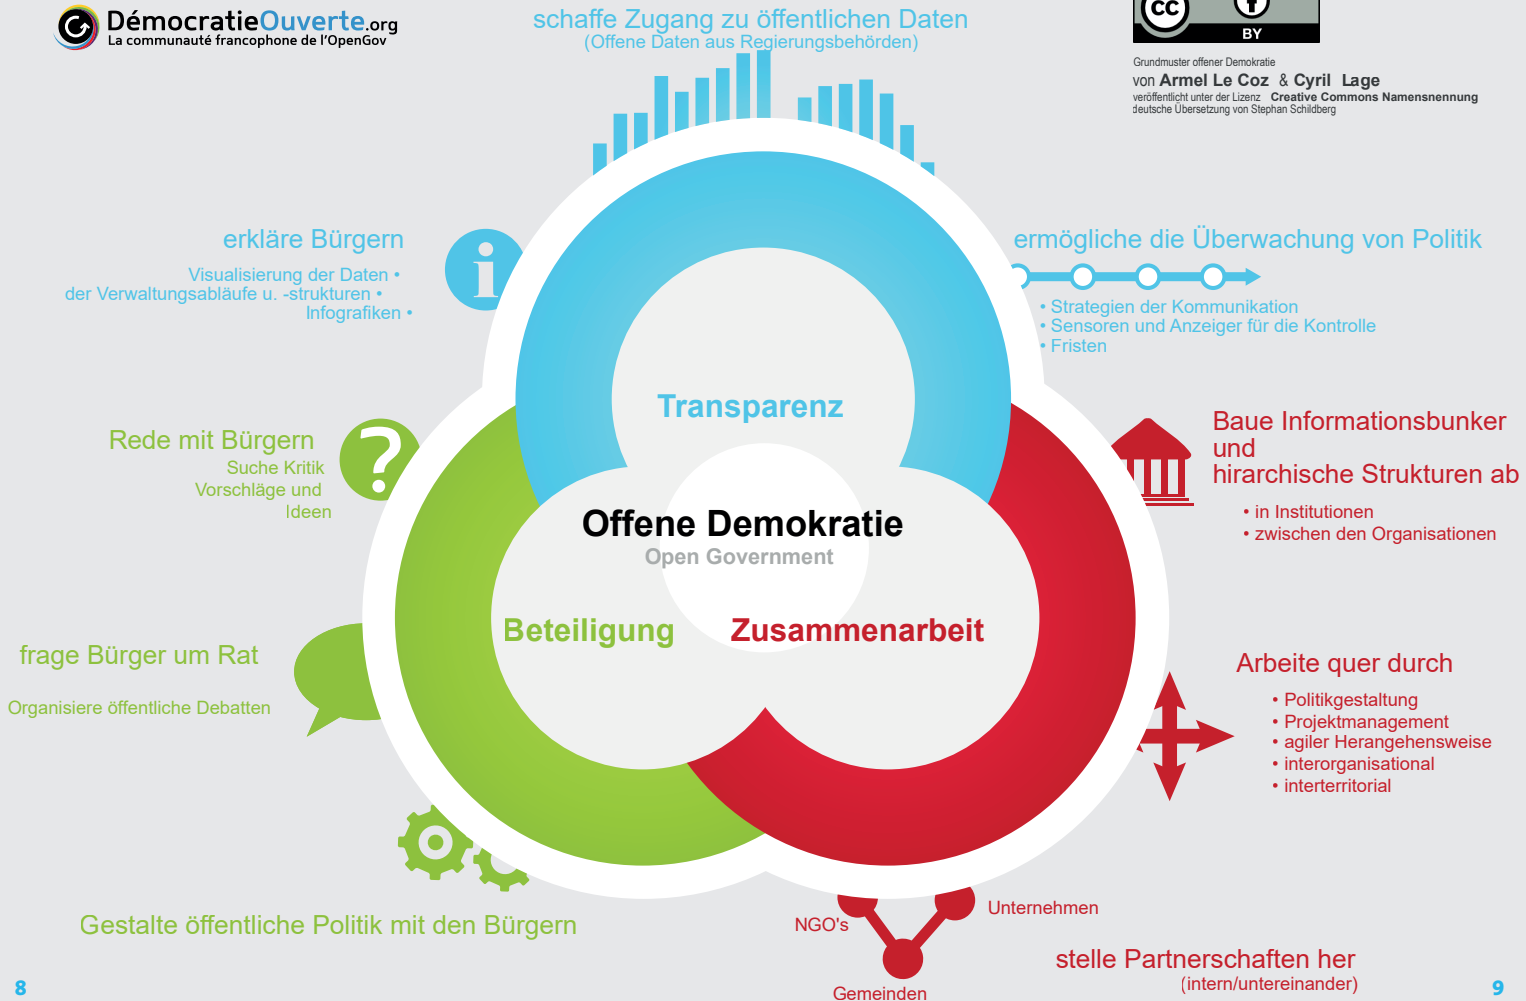 DémocratieOuverte.org
La communauté francophone de l'OpenGov
schaffe Zugang zu öffentlichen Daten
(Offene Daten aus Regierungsbehörden)
CC
BY
Grundmuster offener Demokratie
von Armel Le Coz & Cyril Lage
veröffentlicht unter der Lizenz Creative Commons Namensnennung
deutsche Übersetzung von Stephan Schildberg
erkläre Bürgern
Visualisierung der Daten •
der Verwaltungsabläufe u. -strukturen •
Infografiken •
i
ermögliche die Überwachung von Politik
• Strategien der Kommunikation
• Sensoren und Anzeiger für die Kontrolle
• Fristen
Transparenz
Rede mit Bürgern
Suche Kritik
Vorschläge und
Ideen
?
Baue Informationsbunker
und
hirarchische Strukturen ab
• in Institutionen
• zwischen den Organisationen
Offene Demokratie
Open Government
Beteiligung
Zusammenarbeit
frage Bürger um Rat
Organisiere öffentliche Debatten
Arbeite quer durch
• Politikgestaltung
• Projektmanagement
• agiler Herangehensweise
• interorganisational
• interterritorial
Gestalte öffentliche Politik mit den Bürgern
NGO's
Unternehmen
Gemeinden
stelle Partnerschaften her
(intern/untereinander)
8
9